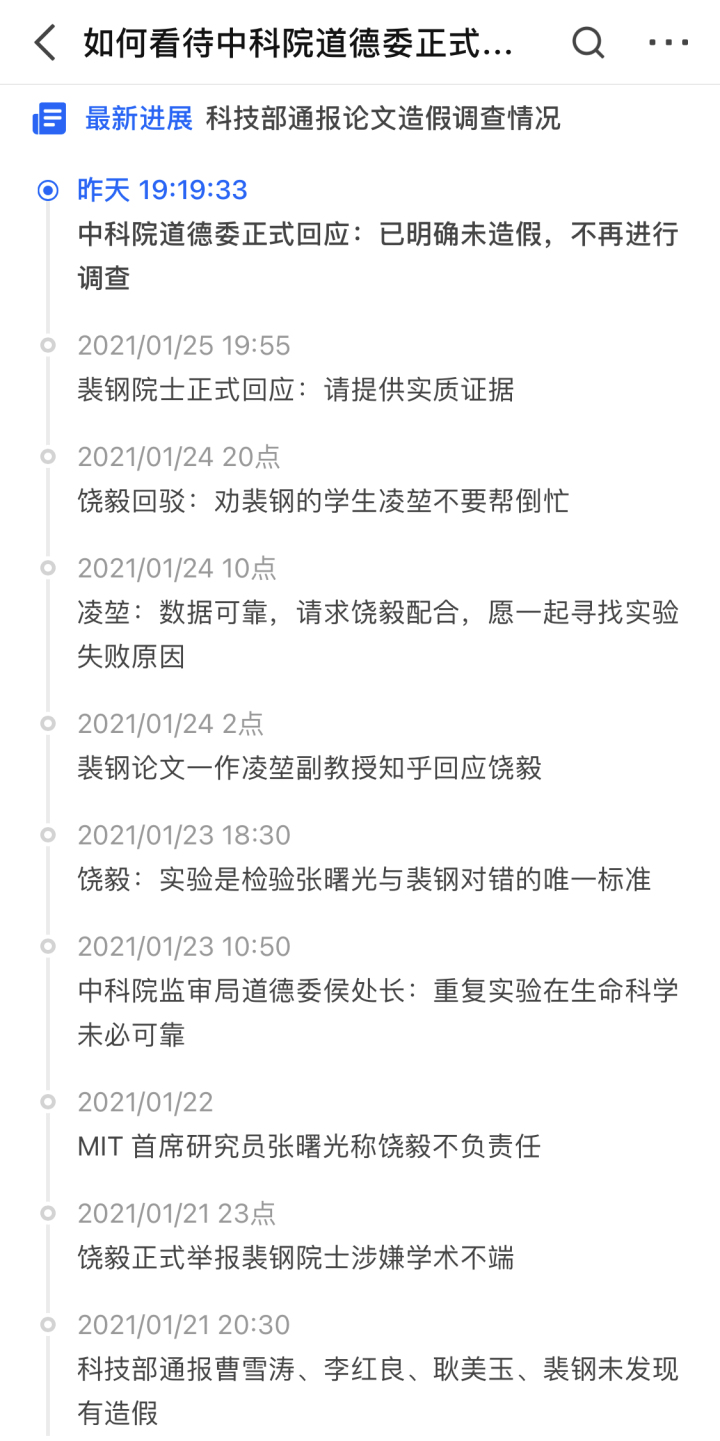 如何看待中科院道德委正式...
最新进展 科技部通报论文造假调查情况
昨天 19:19:33
中科院道德委正式回应：已明确未造假，不再进行
调查
2021/01/25 19:55
裴钢院士正式回应：请提供实质证据
2021/01/24 20点
饶毅回驳：劝裴钢的学生凌堃不要帮倒忙
2021/01/24 10点
凌堃：数据可靠，请求饶毅配合，愿一起寻找实验
失败原因
2021/01/24 2点
裴钢论文一作凌堃副教授知乎回应饶毅
2021/01/23 18:30
饶毅：实验是检验张曙光与裴钢对错的唯一标准
2021/01/23 10:50
中科院监审局道德委侯处长：重复实验在生命科学
未必可靠
2021/01/22
MIT 首席研究员张曙光称饶毅不负责任
2021/01/21 23点
饶毅正式举报裴钢院士涉嫌学术不端
2021/01/21 20:30
科技部通报曹雪涛、李红良、耿美玉、裴钢未发现
有造假